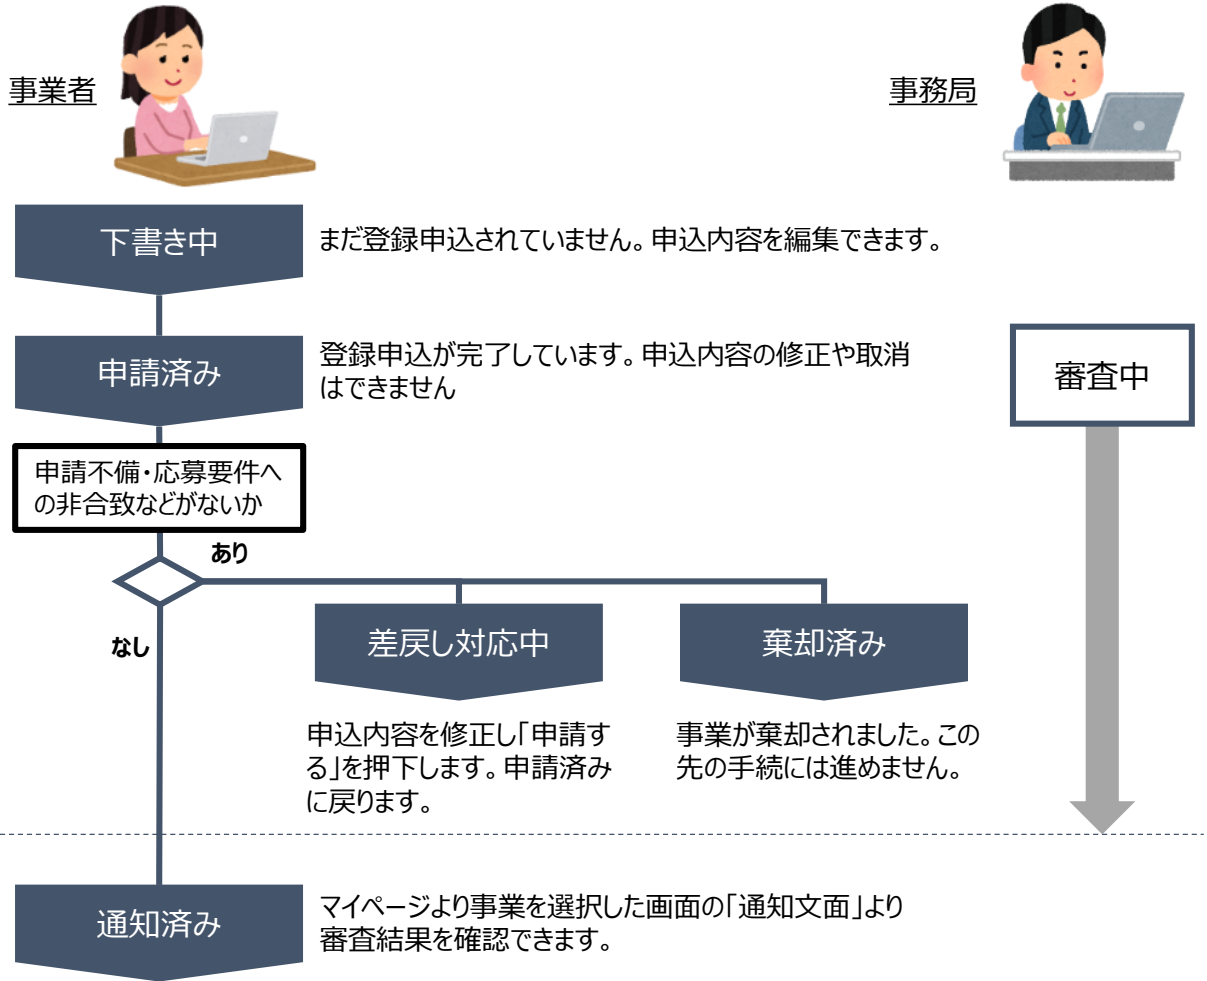 事業者
事務局
下書き中
まだ登録申込されていません。申込内容を編集できます。
申請済み
登録申込が完了しています。申込内容の修正や取消
はできません
審査中
申請不備・応募要件へ
の非合致などがないか
あり
なし
差戻し対応中
棄却済み
申込内容を修正し「申請す
る」を押下します。申請済み
に戻ります。
事業が棄却されました。この
先の手続には進めません。
通知済み
マイページより事業を選択した画面の「通知文面」より
審査結果を確認できます。